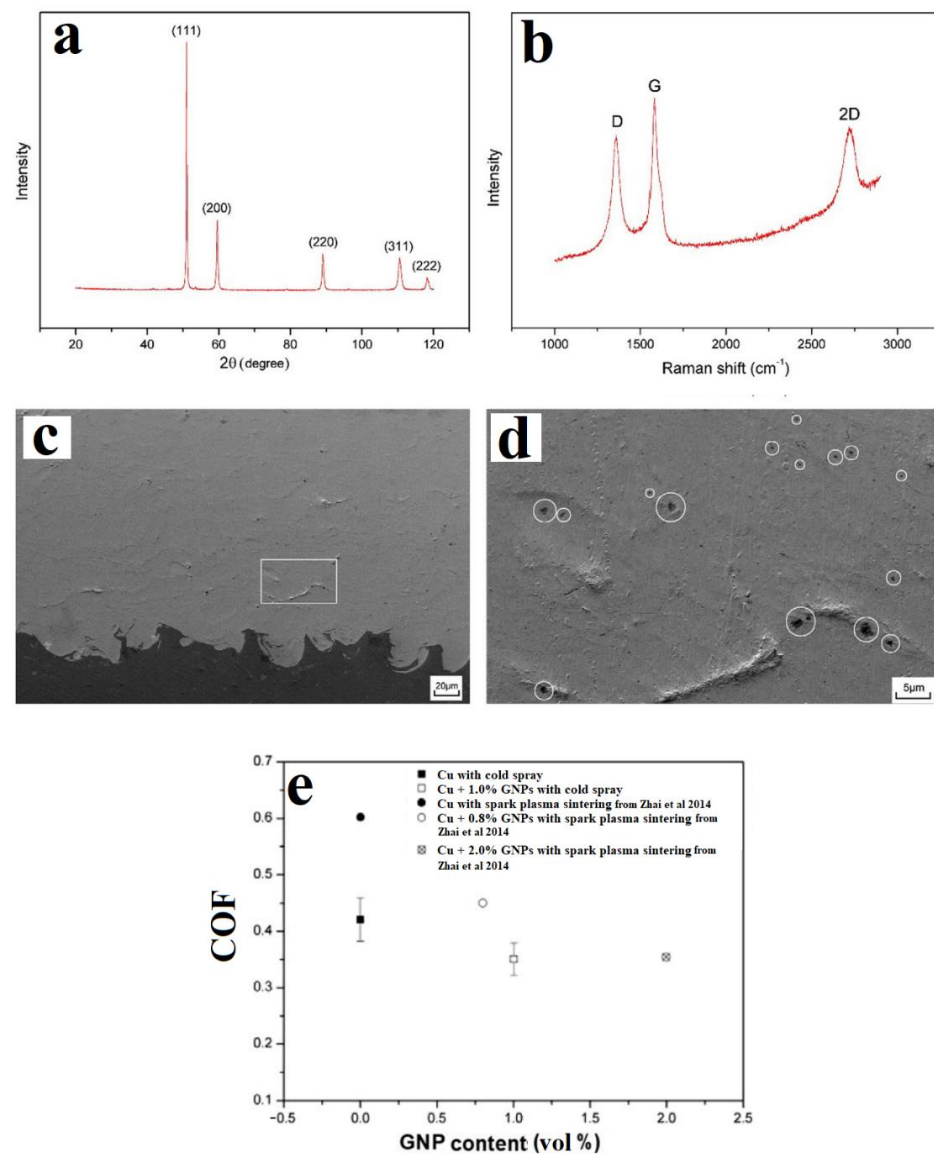 a
(111)
(200)
(220)
(311)
(222)
Intensity
20 40 60 80 100 120
2θ (degree)
b
D
G
2D
Intensity
1000 1500 2000 2500 3000
Raman shift (cm⁻¹)
c
20μm
d
5μm
e
Cu with cold spray
Cu + 1.0% GNPs with cold spray
Cu with spark plasma sintering from Zhai et al 2014
Cu + 0.8% GNPs with spark plasma sintering from
Zhai et al 2014
Cu + 2.0% GNPs with spark plasma sintering from
Zhai et al 2014
COF
0.7
0.6
0.5
0.4
0.3
0.2
0.1
−0.5 0.0 0.5 1.0 1.5 2.0 2.5
GNP content (vol %)